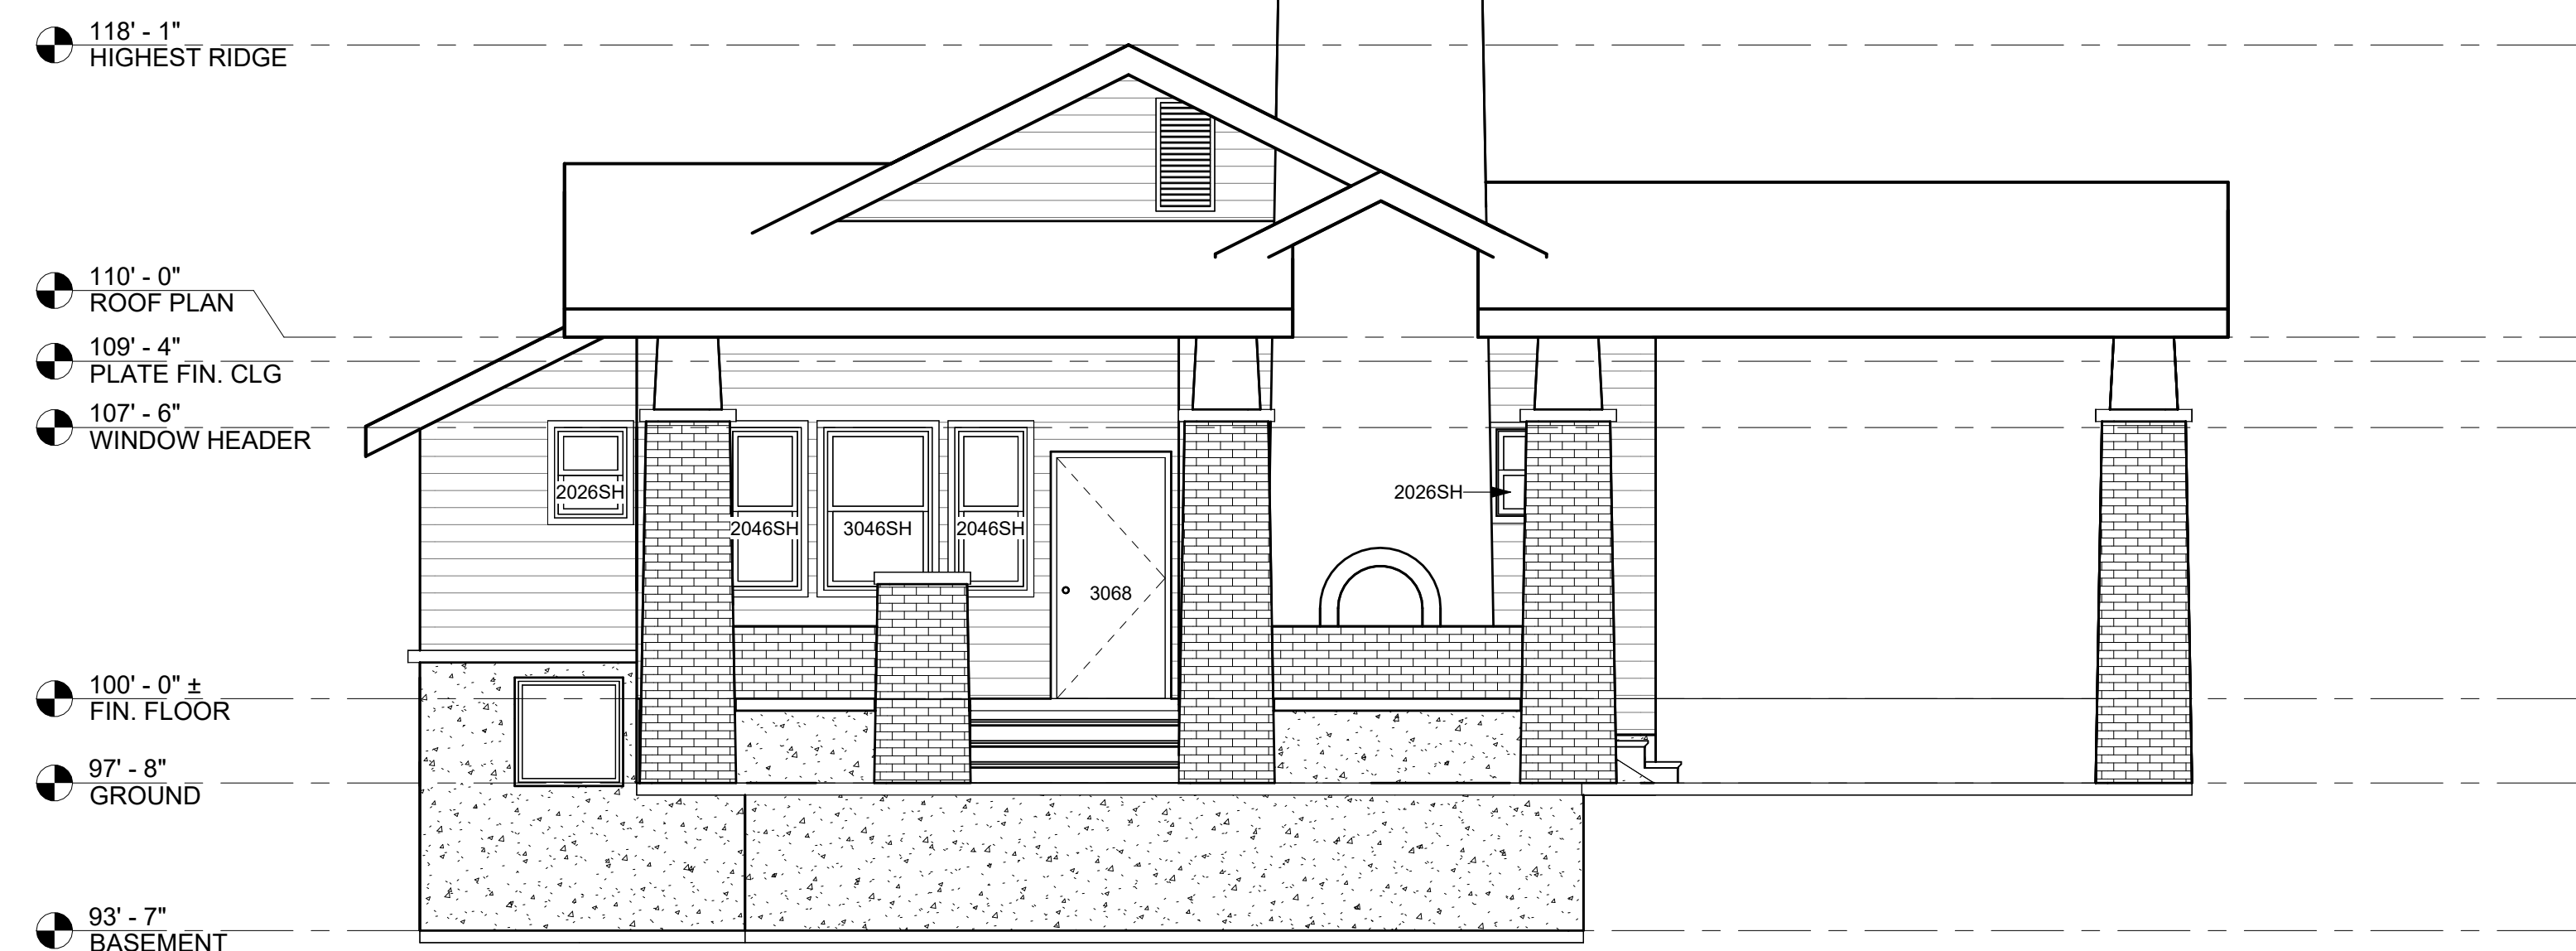 118' - 1"
HIGHEST RIDGE
110' - 0"
ROOF PLAN
109' - 4"
PLATE FIN. CLG
107' - 6"
WINDOW HEADER
2026SH
2026SH
2046SH
3046SH
2046SH
3068
100' - 0" ±
FIN. FLOOR
97' - 8"
GROUND
93' - 7"
BASEMENT